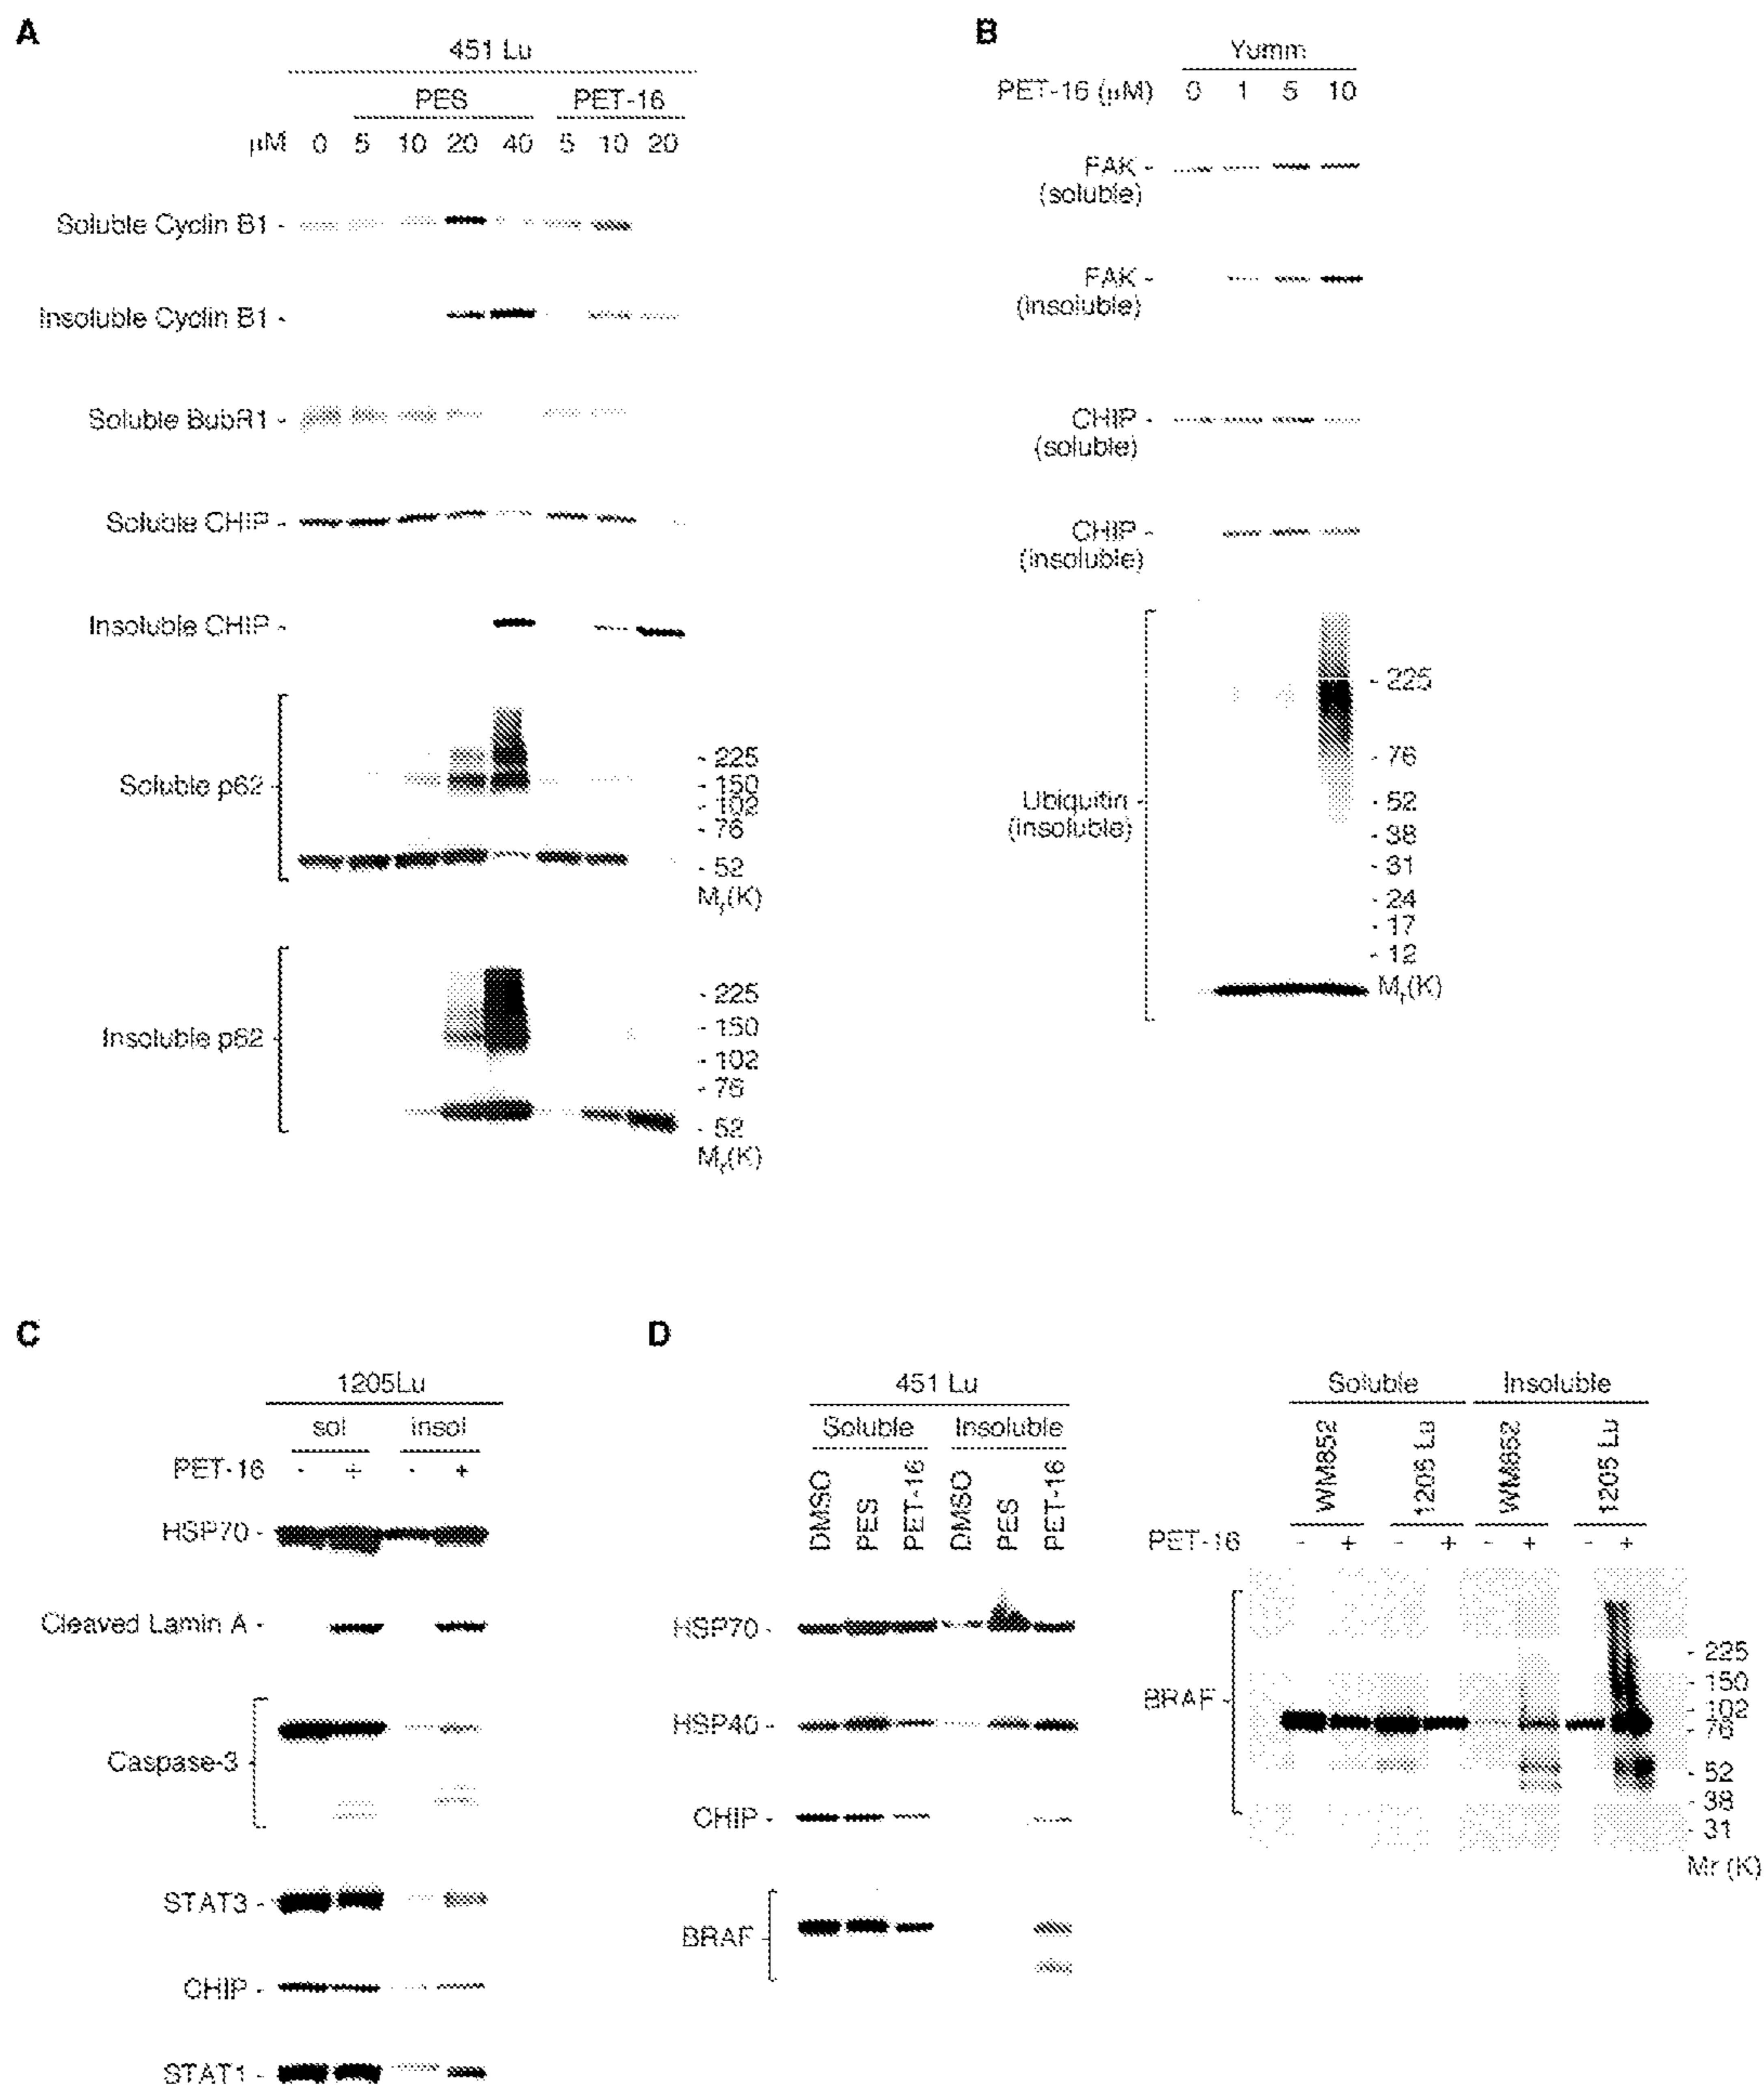 A
451 Lu
PES PET-16
µM 0 5 10 20 40 5 10 20
Soluble Cyclin B1 -
Insoluble Cyclin B1 -
Soluble BubR1 -
Soluble CHIP -
Insoluble CHIP -
Soluble p62 -
- 225
- 150
- 102
- 76
- 52
Mr(K)
Insoluble p62 -
- 225
- 150
- 102
- 76
- 52
Mr(K)
B
Yumm
PET-16 (µM) 0 1 5 10
FAK -
(soluble)
FAK -
(insoluble)
CHIP -
(soluble)
CHIP -
(insoluble)
Ubiquitin -
(insoluble)
- 225
- 76
- 52
- 38
- 31
- 24
- 17
- 12
Mr(K)
C
1205Lu
sol insol
PET-16 - + - +
HSP70 -
Cleaved Lamin A -
Caspase-3 -
STAT3 -
CHIP -
STAT1 -
D
451 Lu
Soluble Insoluble
DMSO PES PET-16 DMSO PES PET-16
HSP70 -
HSP40 -
CHIP -
BRAF -
Soluble Insoluble
WM852 1205 Lu WM852 1205 Lu
PET-16 - + - + - + - +
BRAF -
- 225
- 150
- 102
- 76
- 52
- 38
- 31
Mr (K)